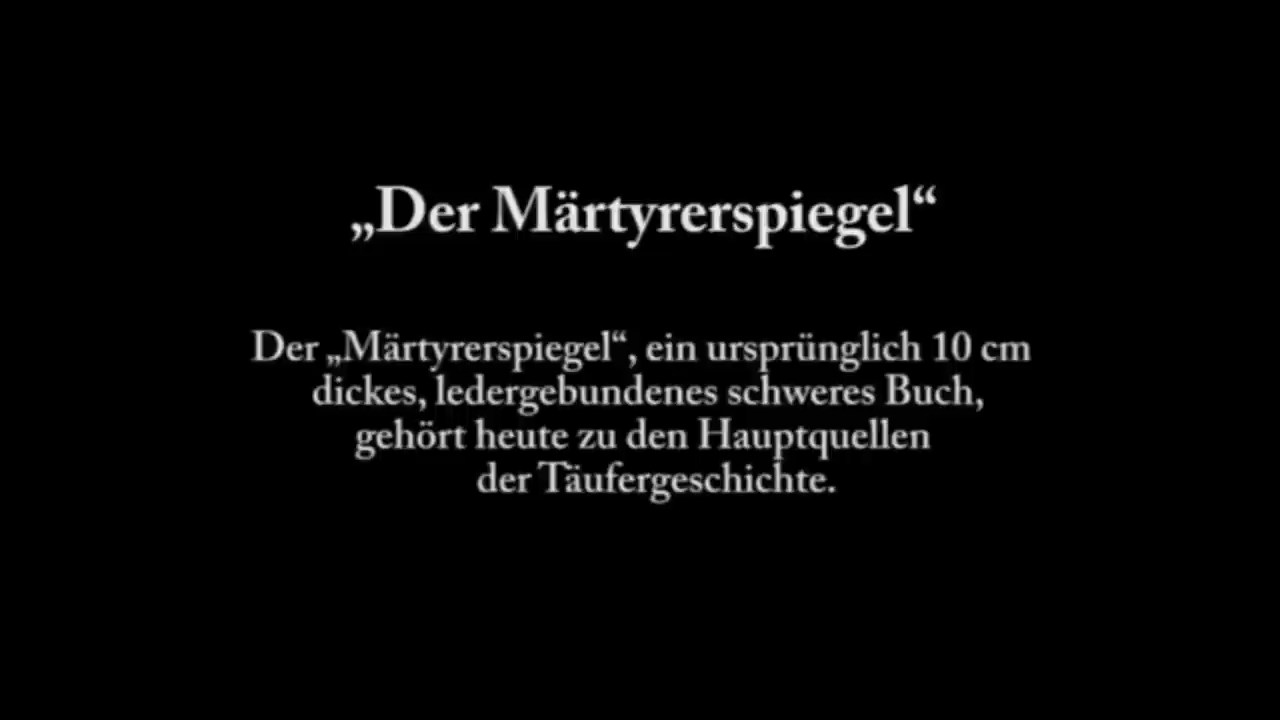 „Der Märtyrerspiegel“
Der „Märtyrerspiegel“, ein ursprünglich 10 cm
dickes, ledergebundenes schweres Buch,
gehört heute zu den Hauptquellen
der Täufergeschichte.